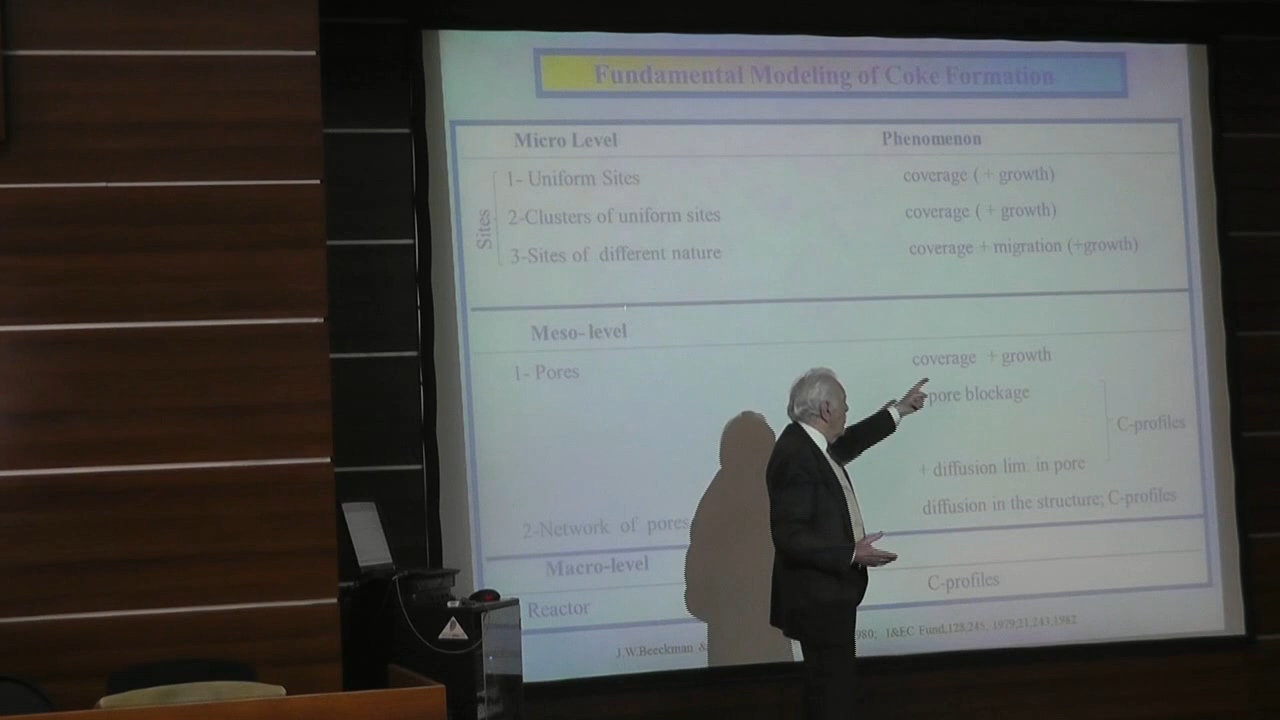 Fundamental Modeling of Coke Formation
Micro Level Phenomenon
Sites
1- Uniform Sites coverage ( + growth)
2-Clusters of uniform sites coverage ( + growth)
3-Sites of different nature coverage + migration (+growth)
Meso- level
1- Pores coverage + growth
pore blockage
C-profiles
+ diffusion lim. in pore
diffusion in the structure; C-profiles
2-Network of pores
Macro-level
Reactor C-profiles
J.W.Beeckman & 980; I&EC Fund,128,245, 1979,21,243,1982